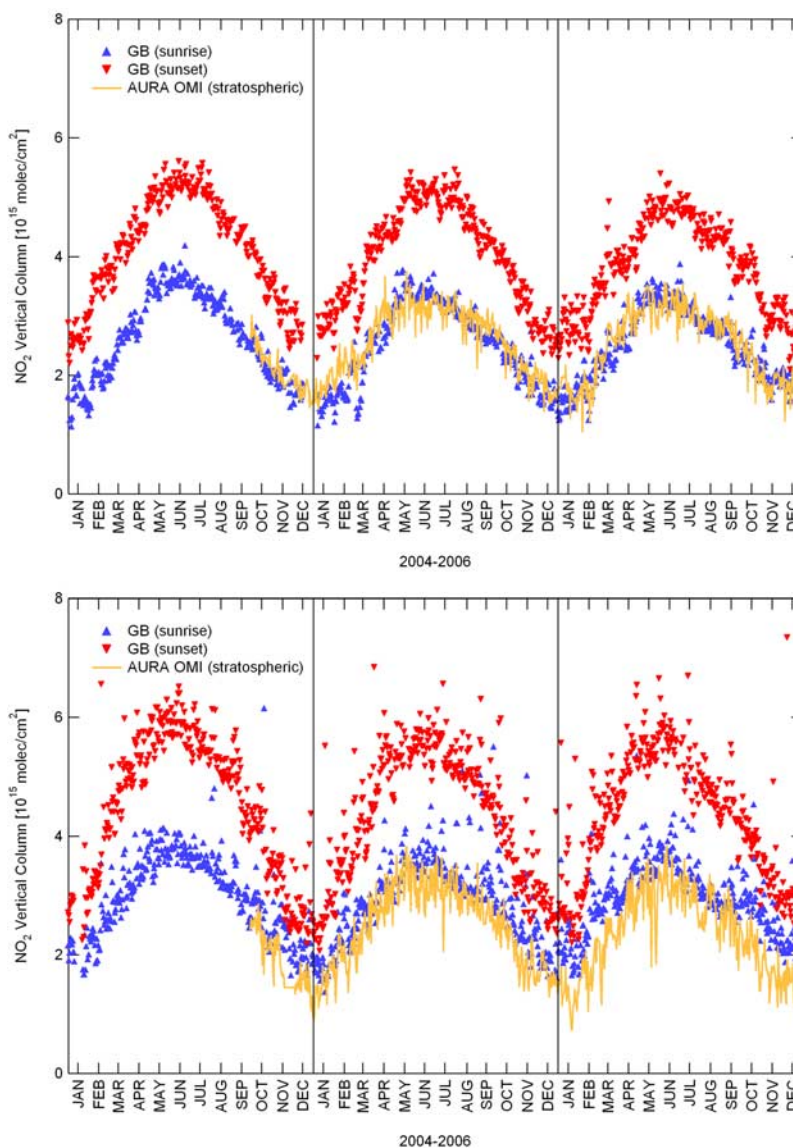 8
6
4
2
0
NO2 Vertical Column [10^15 molec/cm^2]
GB (sunrise)
GB (sunset)
AURA OMI (stratospheric)
JAN FEB MAR APR MAY JUN JUL AUG SEP OCT NOV DEC JAN FEB MAR APR MAY JUN JUL AUG SEP OCT NOV DEC JAN FEB MAR APR MAY JUN JUL AUG SEP OCT NOV DEC
2004-2006
8
6
4
2
0
NO2 Vertical Column [10^15 molec/cm^2]
GB (sunrise)
GB (sunset)
AURA OMI (stratospheric)
JAN FEB MAR APR MAY JUN JUL AUG SEP OCT NOV DEC JAN FEB MAR APR MAY JUN JUL AUG SEP OCT NOV DEC JAN FEB MAR APR MAY JUN JUL AUG SEP OCT NOV DEC
2004-2006